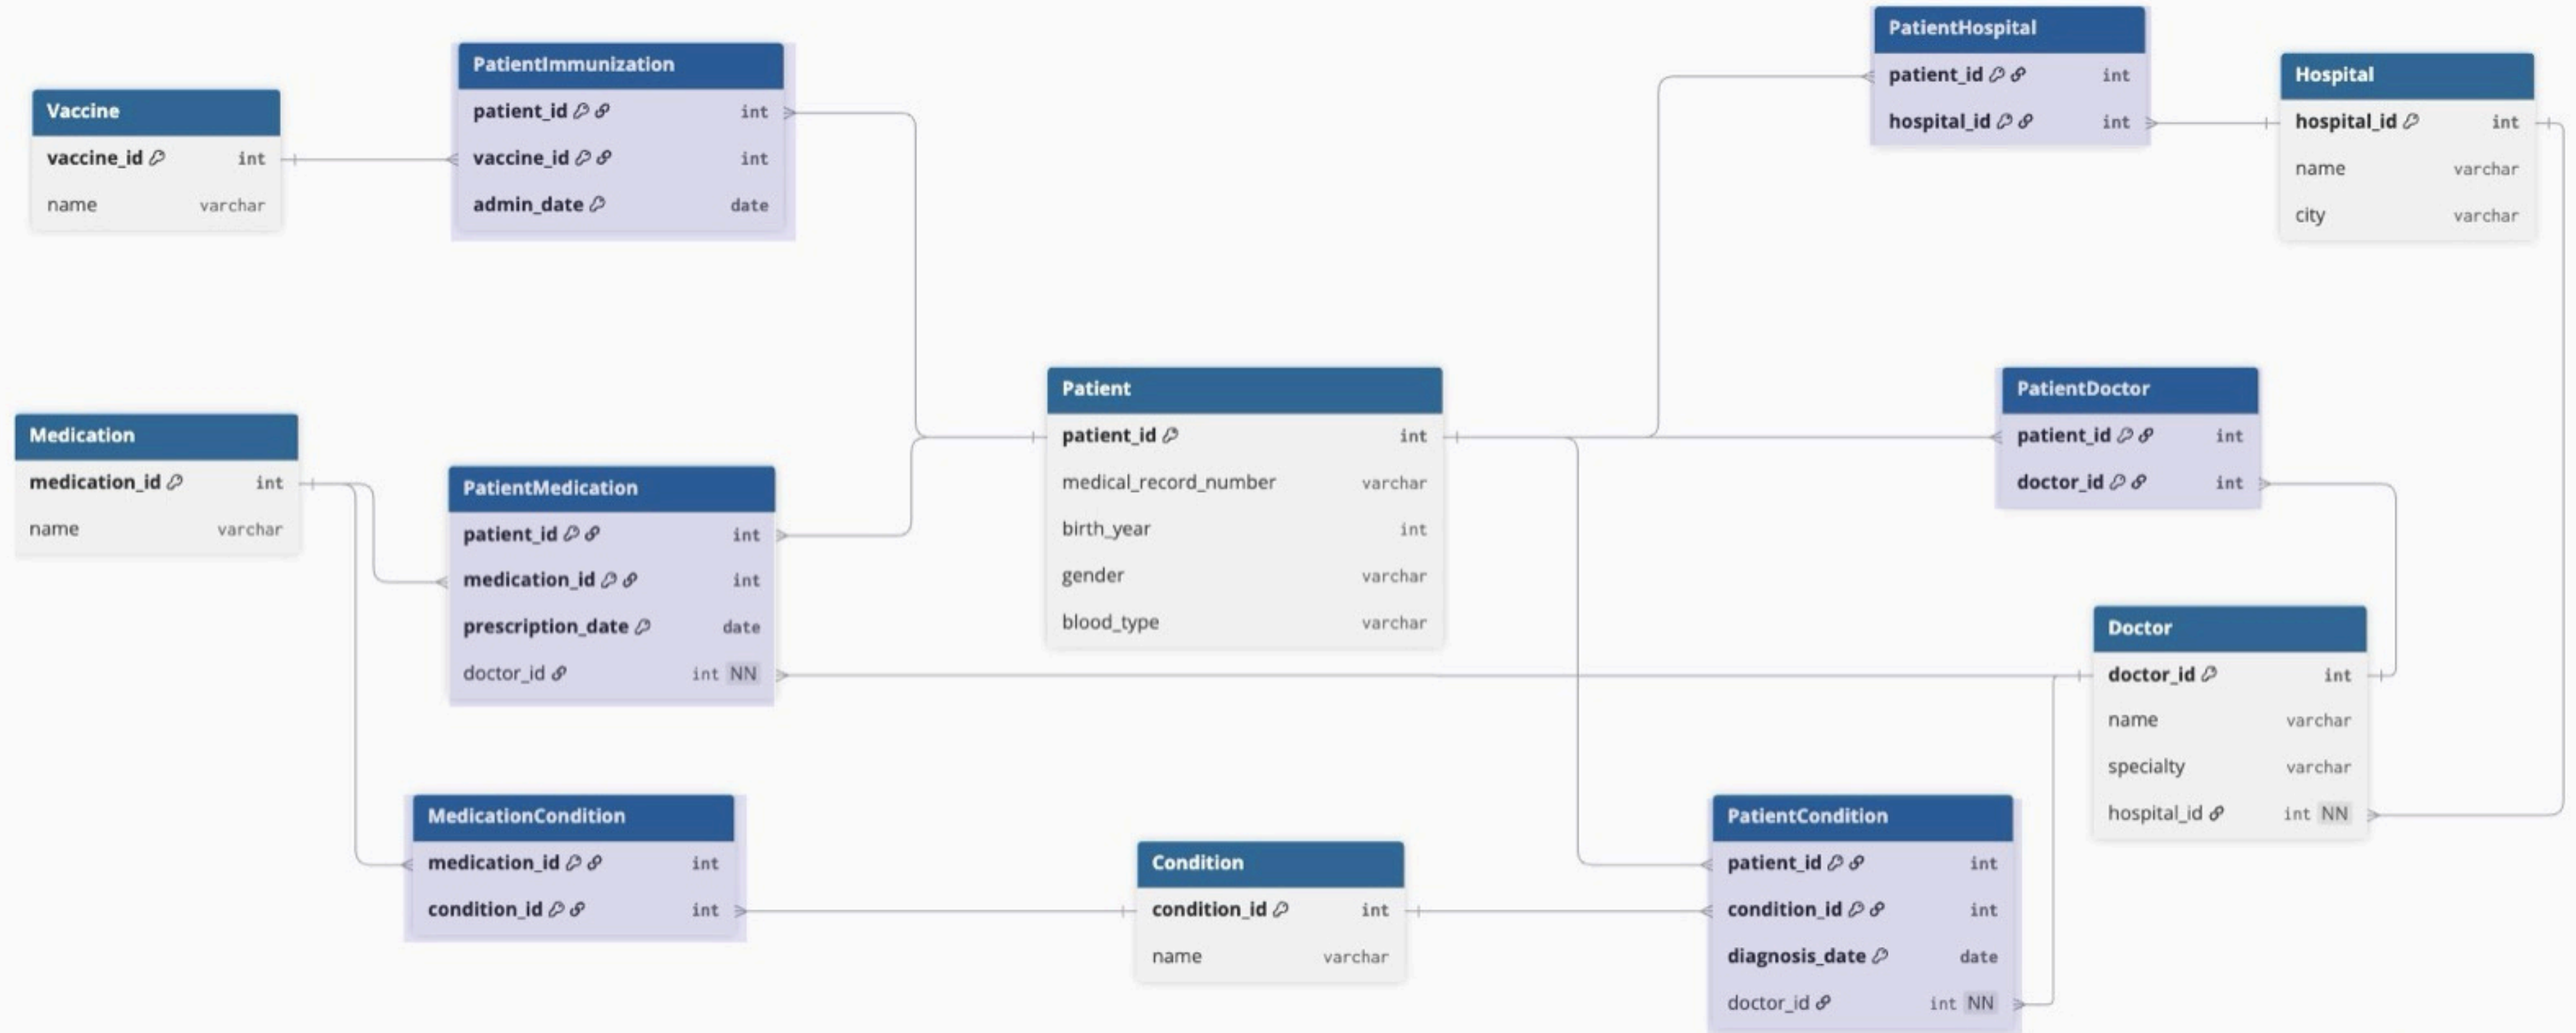 Vaccine
vaccine_id int
name varchar
PatientImmunization
patient_id int
vaccine_id int
admin_date date
PatientHospital
patient_id int
hospital_id int
Hospital
hospital_id int
name varchar
city varchar
Medication
medication_id int
name varchar
PatientMedication
patient_id int
medication_id int
prescription_date date
doctor_id int NN
Patient
patient_id int
medical_record_number varchar
birth_year int
gender varchar
blood_type varchar
PatientDoctor
patient_id int
doctor_id int
Doctor
doctor_id int
name varchar
specialty varchar
hospital_id int NN
MedicationCondition
medication_id int
condition_id int
Condition
condition_id int
name varchar
PatientCondition
patient_id int
condition_id int
diagnosis_date date
doctor_id int NN